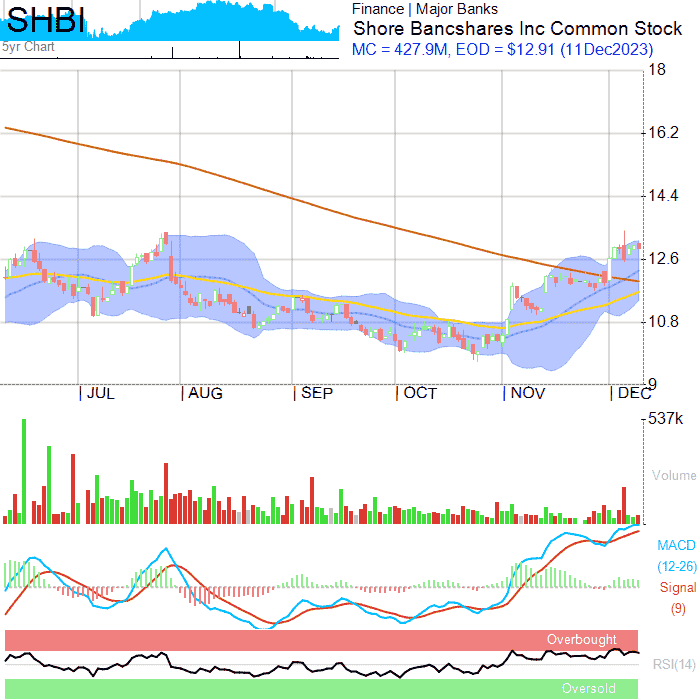 SHBI
5yr Chart
Finance | Major Banks
Shore Bancshares Inc Common Stock
MC = 427.9M, EOD = $12.91 (11Dec2023)
18
16.2
14.4
12.6
10.8
9
| JUL | AUG | SEP | OCT | NOV | DEC
537k
Volume
MACD
(12-26)
Signal
(9)
Overbought
RSI(14)
Oversold